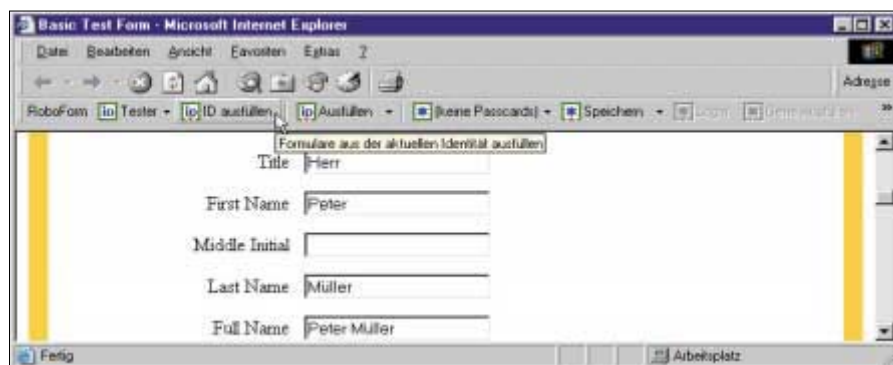 Basic Test Form - Microsoft Internet Explorer
Datei Bearbeiten Ansicht Favoriten Extras ?
Adresse
RoboForm Tester ID ausfüllen Ausfüllen (keine Passcards) Speichern Login
Formulare aus der aktuellen Identität ausfüllen
Title Herr
First Name Peter
Middle Initial
Last Name Müller
Full Name Peter Müller
Fertig Arbeitsplatz